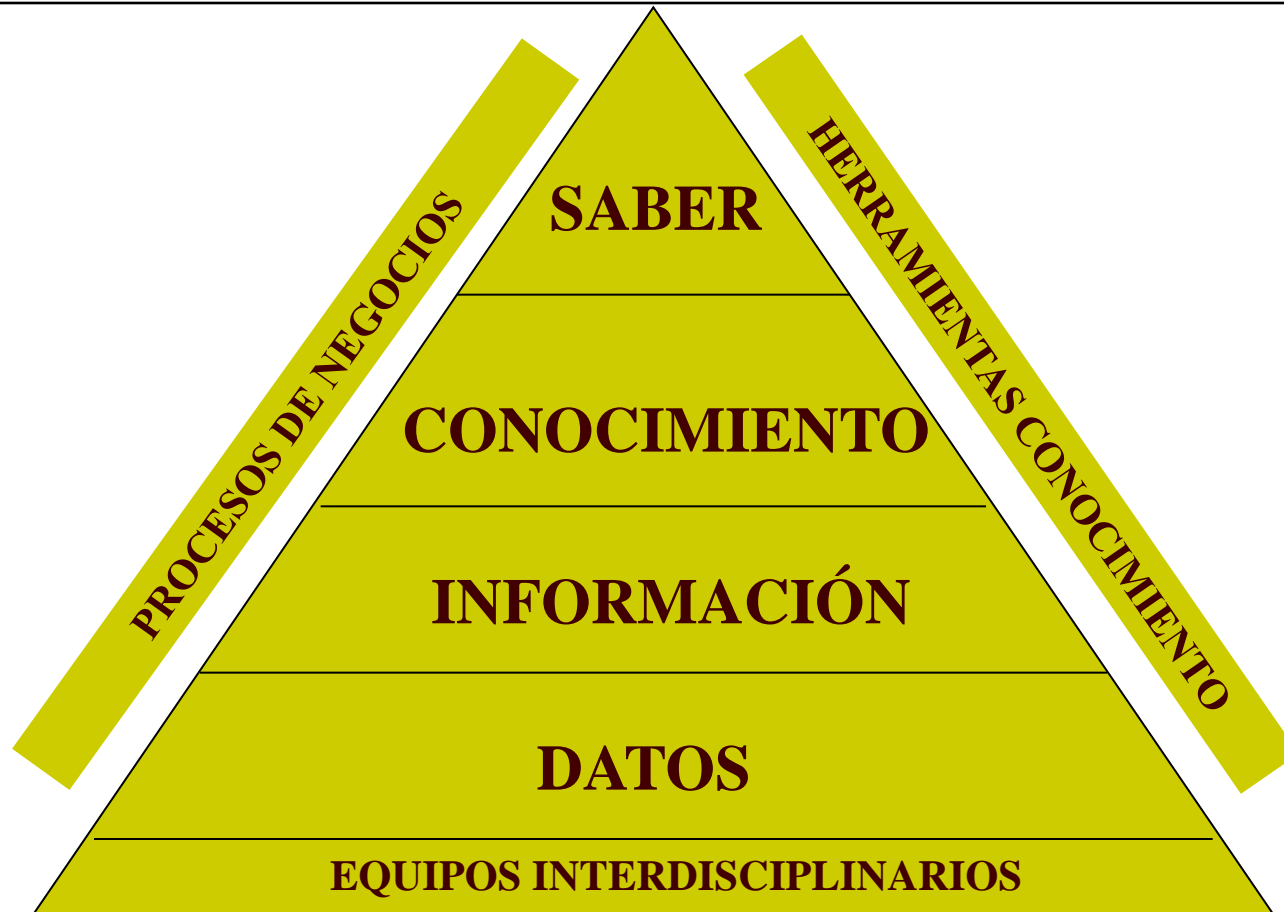 PROCESOS DE NEGOCIOS
HERRAMIENTAS CONOCIMIENTO
SABER
CONOCIMIENTO
INFORMACIÓN
DATOS
EQUIPOS INTERDISCIPLINARIOS